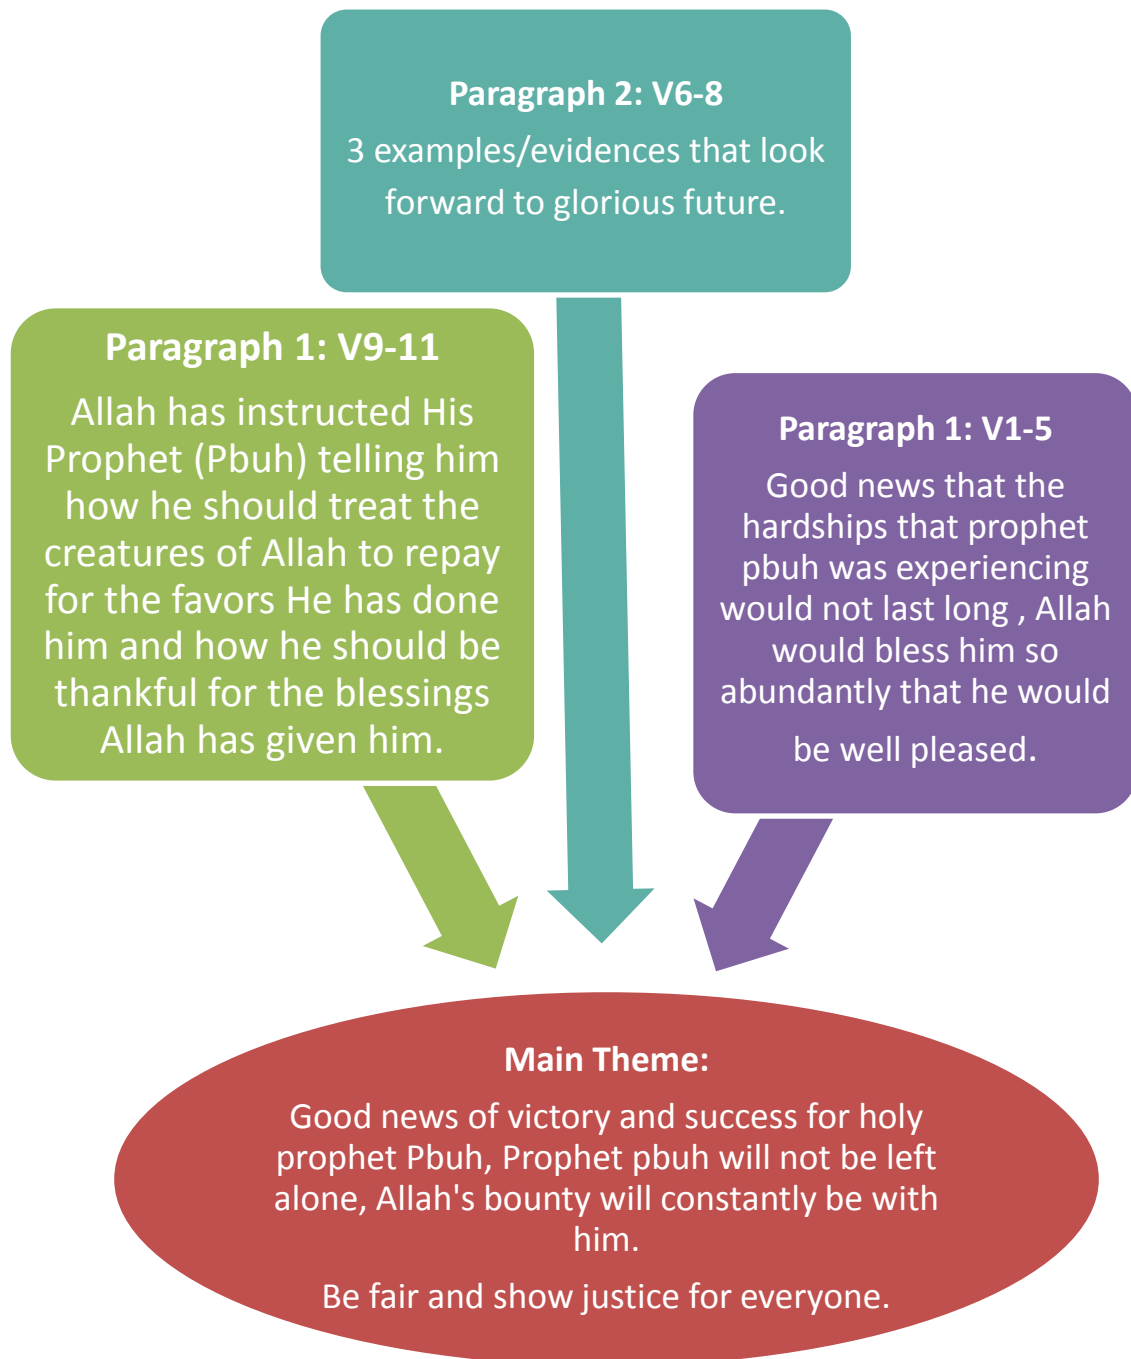 Paragraph 2: V6-8
3 examples/evidences that look
forward to glorious future.
Paragraph 1: V9-11
Allah has instructed His
Prophet (Pbuh) telling him
how he should treat the
creatures of Allah to repay
for the favors He has done
him and how he should be
thankful for the blessings
Allah has given him.
Paragraph 1: V1-5
Good news that the
hardships that prophet
pbuh was experiencing
would not last long , Allah
would bless him so
abundantly that he would
be well pleased.
Main Theme:
Good news of victory and success for holy
prophet Pbuh, Prophet pbuh will not be left
alone, Allah's bounty will constantly be with
him.
Be fair and show justice for everyone.